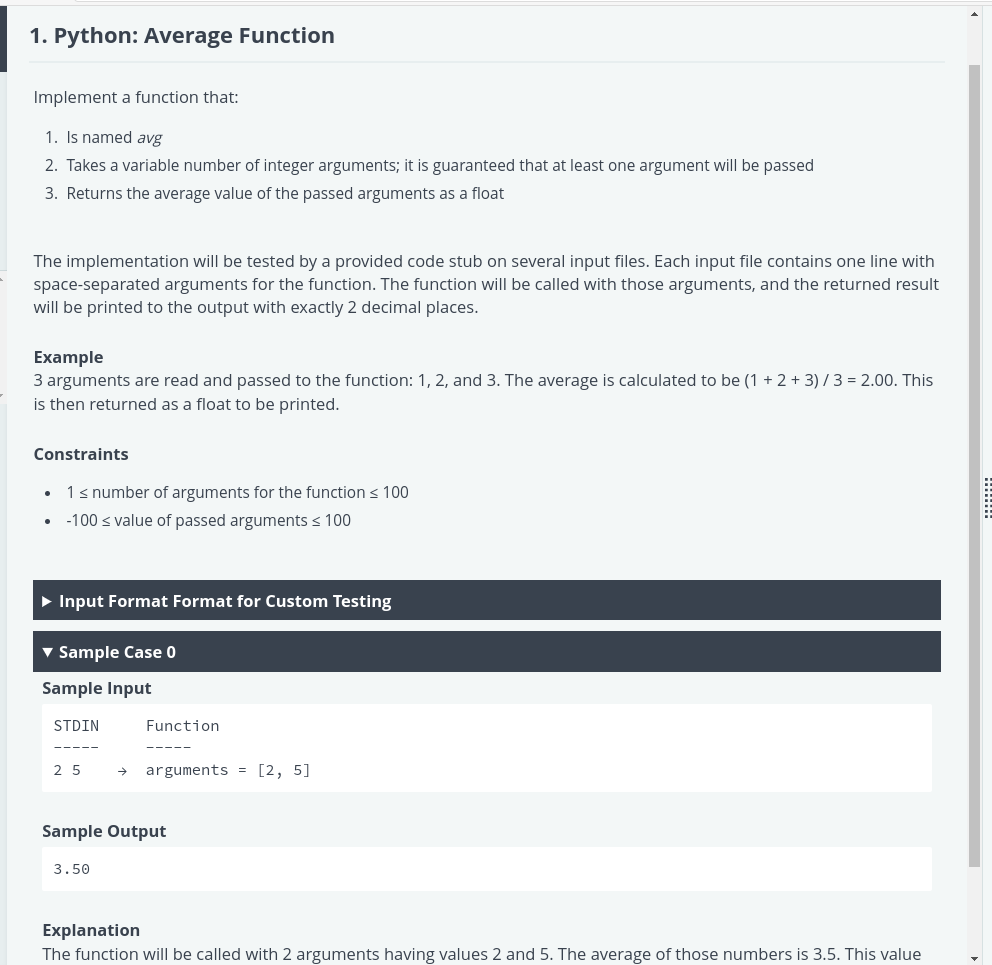 1. Python: Average Function
Implement a function that:
1. Is named avg
2. Takes a variable number of integer arguments; it is guaranteed that at least one argument will be passed
3. Returns the average value of the passed arguments as a float
The implementation will be tested by a provided code stub on several input files. Each input file contains one line with
space-separated arguments for the function. The function will be called with those arguments, and the returned result
will be printed to the output with exactly 2 decimal places.
Example
3 arguments are read and passed to the function: 1, 2, and 3. The average is calculated to be (1 + 2 + 3) / 3 = 2.00. This
is then returned as a float to be printed.
Constraints
• 1 ≤ number of arguments for the function ≤ 100
• -100 ≤ value of passed arguments ≤ 100
▶ Input Format Format for Custom Testing
▼ Sample Case 0
Sample Input
STDIN Function
----- -----
2 5 → arguments = [2, 5]
Sample Output
3.50
Explanation
The function will be called with 2 arguments having values 2 and 5. The average of those numbers is 3.5. This value